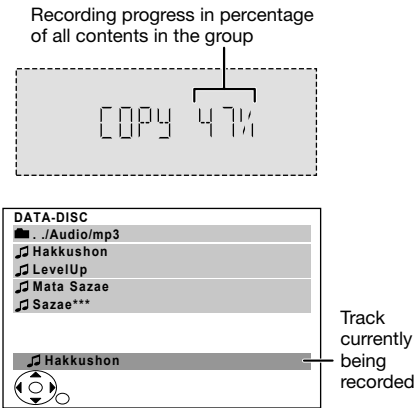 Recording progress in percentage
of all contents in the group
COPY 47%
DATA-DISC
. ./Audio/mp3
Hakkushon
LevelUp
Mata Sazae
Sazae***
Hakkushon
Track
currently
being
recorded